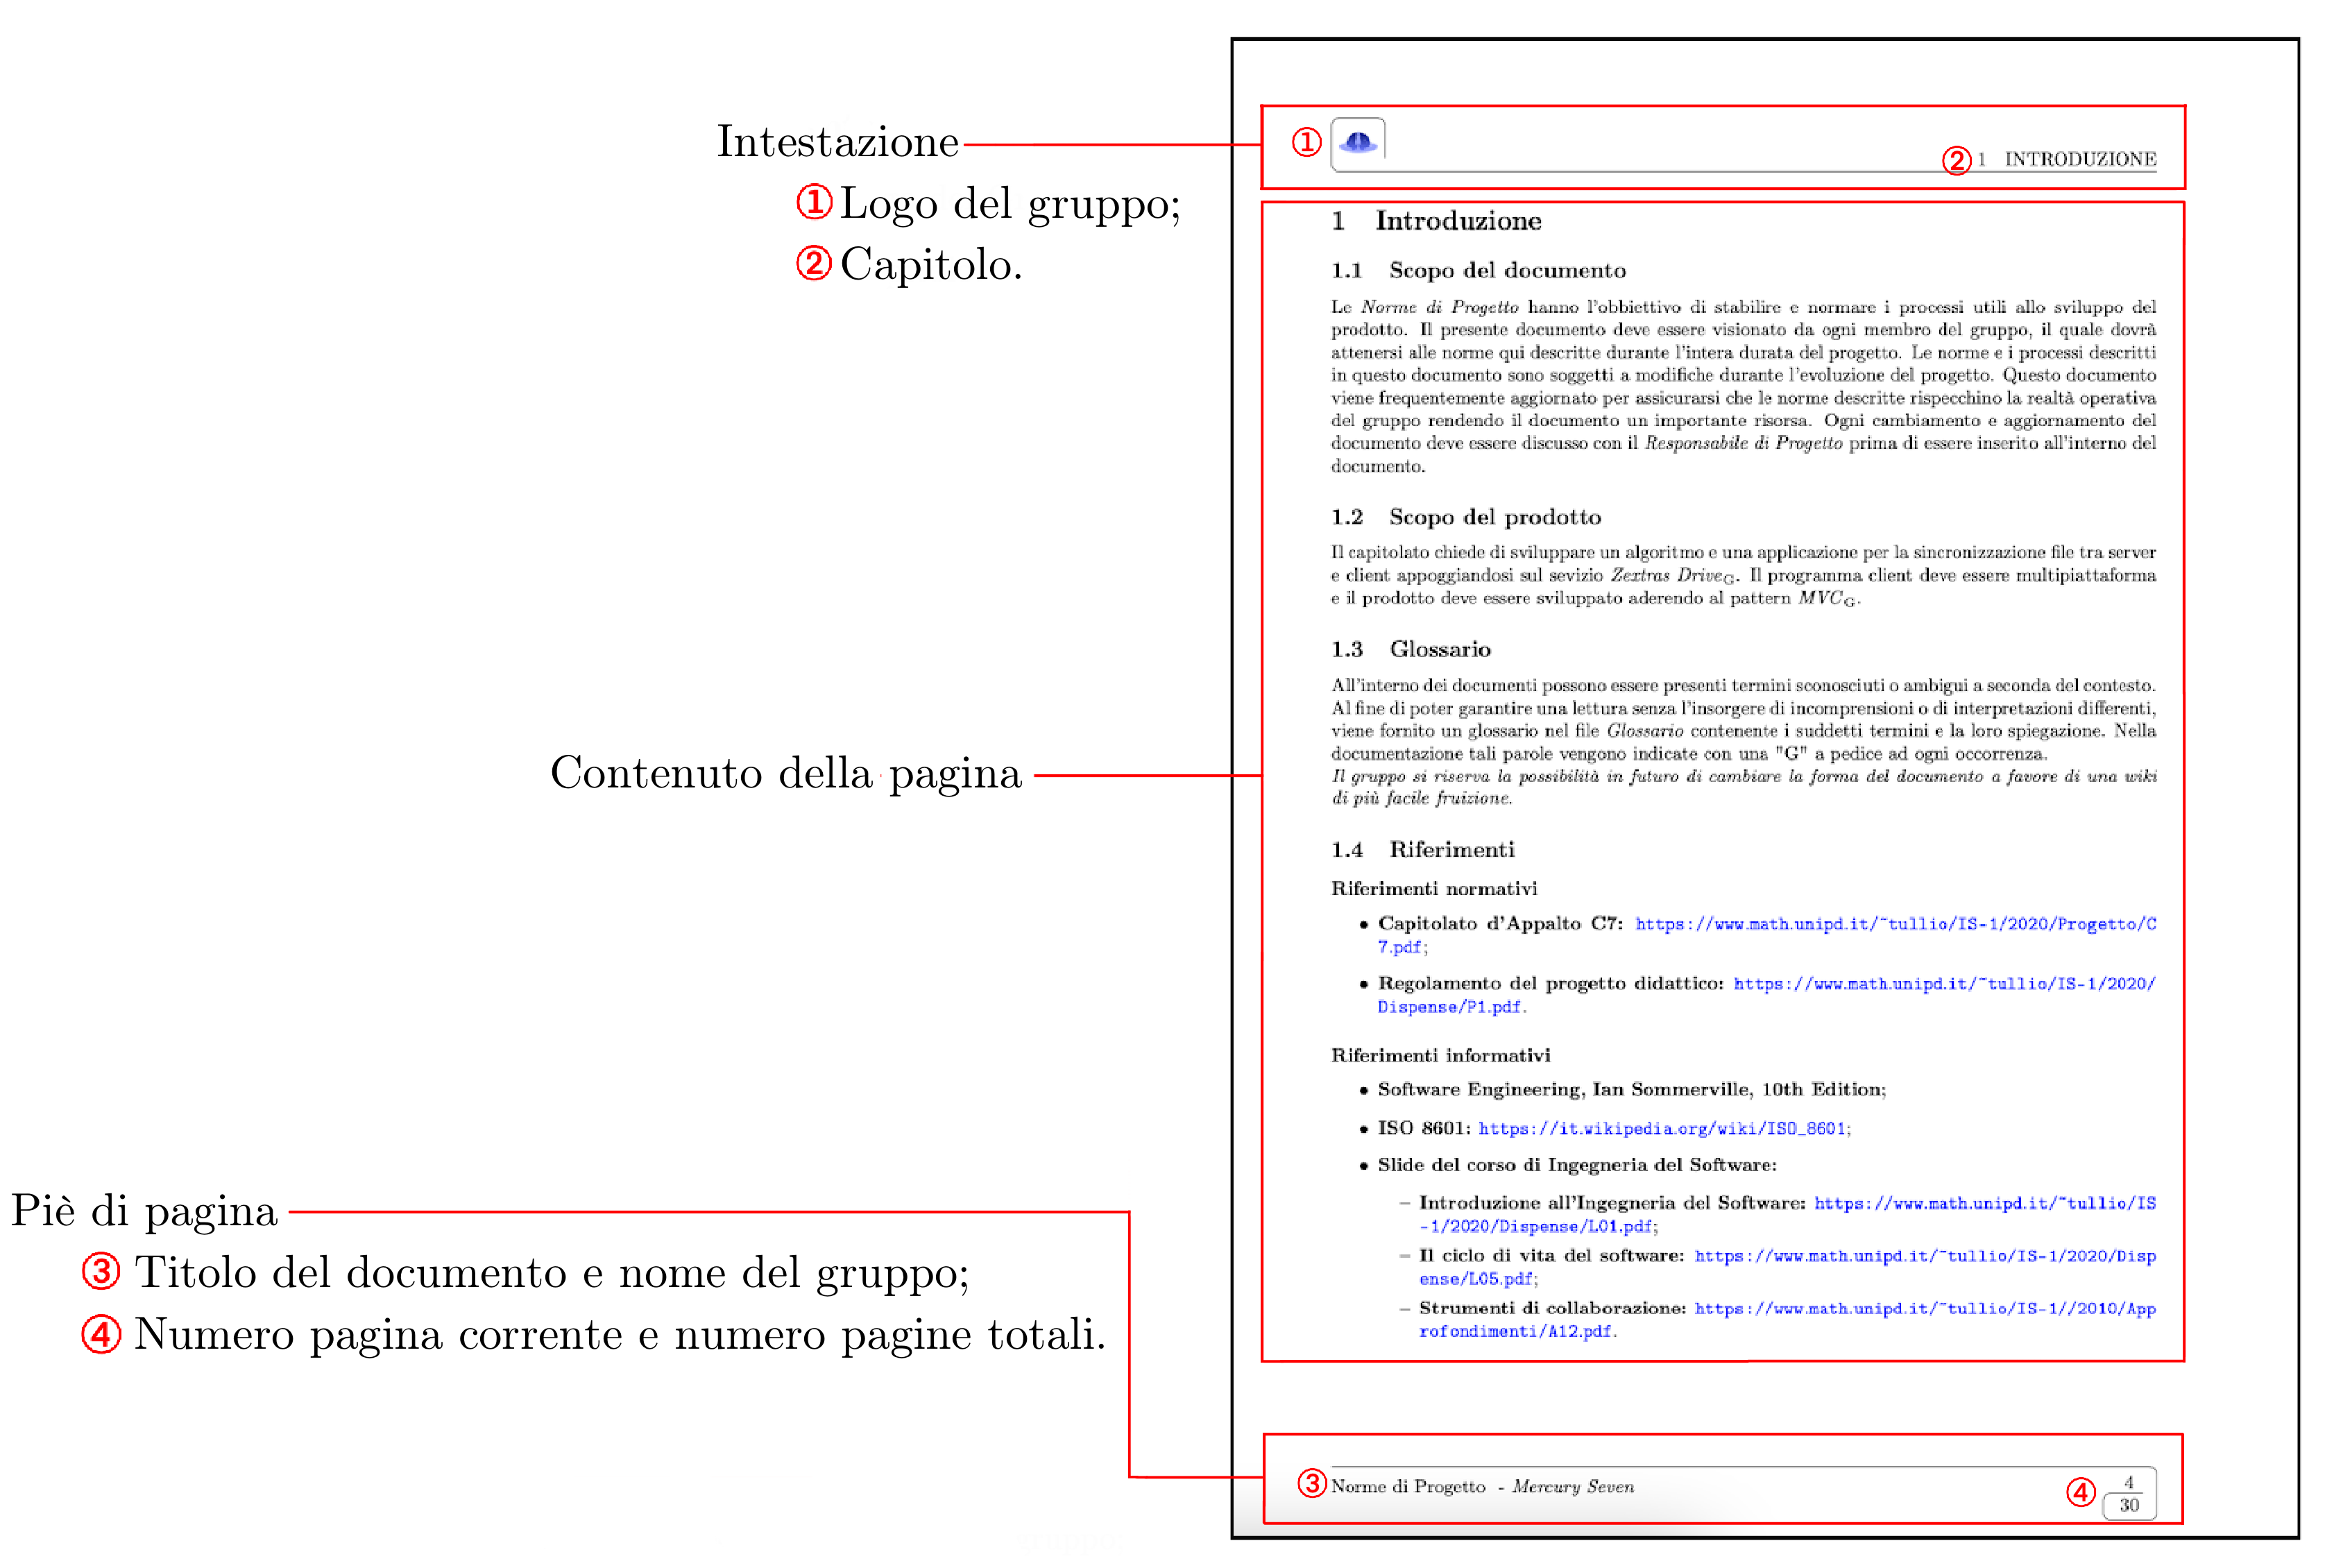 Intestazione
① Logo del gruppo;
② Capitolo.
Contenuto della pagina
Piè di pagina
③ Titolo del documento e nome del gruppo;
④ Numero pagina corrente e numero pagine totali.
①
② 1 INTRODUZIONE
1 Introduzione
1.1 Scopo del documento
Le Norme di Progetto hanno l'obbiettivo di stabilire e normare i processi utili allo sviluppo del
prodotto. Il presente documento deve essere visionato da ogni membro del gruppo, il quale dovrà
attenersi alle norme qui descritte durante l'intera durata del progetto. Le norme e i processi descritti
in questo documento sono soggetti a modifiche durante l'evoluzione del progetto. Questo documento
viene frequentemente aggiornato per assicurarsi che le norme descritte rispecchino la realtà operativa
del gruppo rendendo il documento un importante risorsa. Ogni cambiamento e aggiornamento del
documento deve essere discusso con il Responsabile di Progetto prima di essere inserito all'interno del
documento.
1.2 Scopo del prodotto
Il capitolato chiede di sviluppare un algoritmo e una applicazione per la sincronizzazione file tra server
e client appoggiandosi sul sevizio Zextras DriveG. Il programma client deve essere multipiattaforma
e il prodotto deve essere sviluppato aderendo al pattern MVCG.
1.3 Glossario
All'interno dei documenti possono essere presenti termini sconosciuti o ambigui a seconda del contesto.
Al fine di poter garantire una lettura senza l'insorgere di incomprensioni o di interpretazioni differenti,
viene fornito un glossario nel file Glossario contenente i suddetti termini e la loro spiegazione. Nella
documentazione tali parole vengono indicate con una "G" a pedice ad ogni occorrenza.
Il gruppo si riserva la possibilità in futuro di cambiare la forma del documento a favore di una wiki
di più facile fruizione.
1.4 Riferimenti
Riferimenti normativi
• Capitolato d'Appalto C7: https://www.math.unipd.it/~tullio/IS-1/2020/Progetto/C
7.pdf;
• Regolamento del progetto didattico: https://www.math.unipd.it/~tullio/IS-1/2020/
Dispense/P1.pdf.
Riferimenti informativi
• Software Engineering, Ian Sommerville, 10th Edition;
• ISO 8601: https://it.wikipedia.org/wiki/ISO_8601;
• Slide del corso di Ingegneria del Software:
– Introduzione all'Ingegneria del Software: https://www.math.unipd.it/~tullio/IS
-1/2020/Dispense/L01.pdf;
– Il ciclo di vita del software: https://www.math.unipd.it/~tullio/IS-1/2020/Disp
ense/L05.pdf;
– Strumenti di collaborazione: https://www.math.unipd.it/~tullio/IS-1//2010/App
rofondimenti/A12.pdf.
③ Norme di Progetto - Mercury Seven
④ 4
30